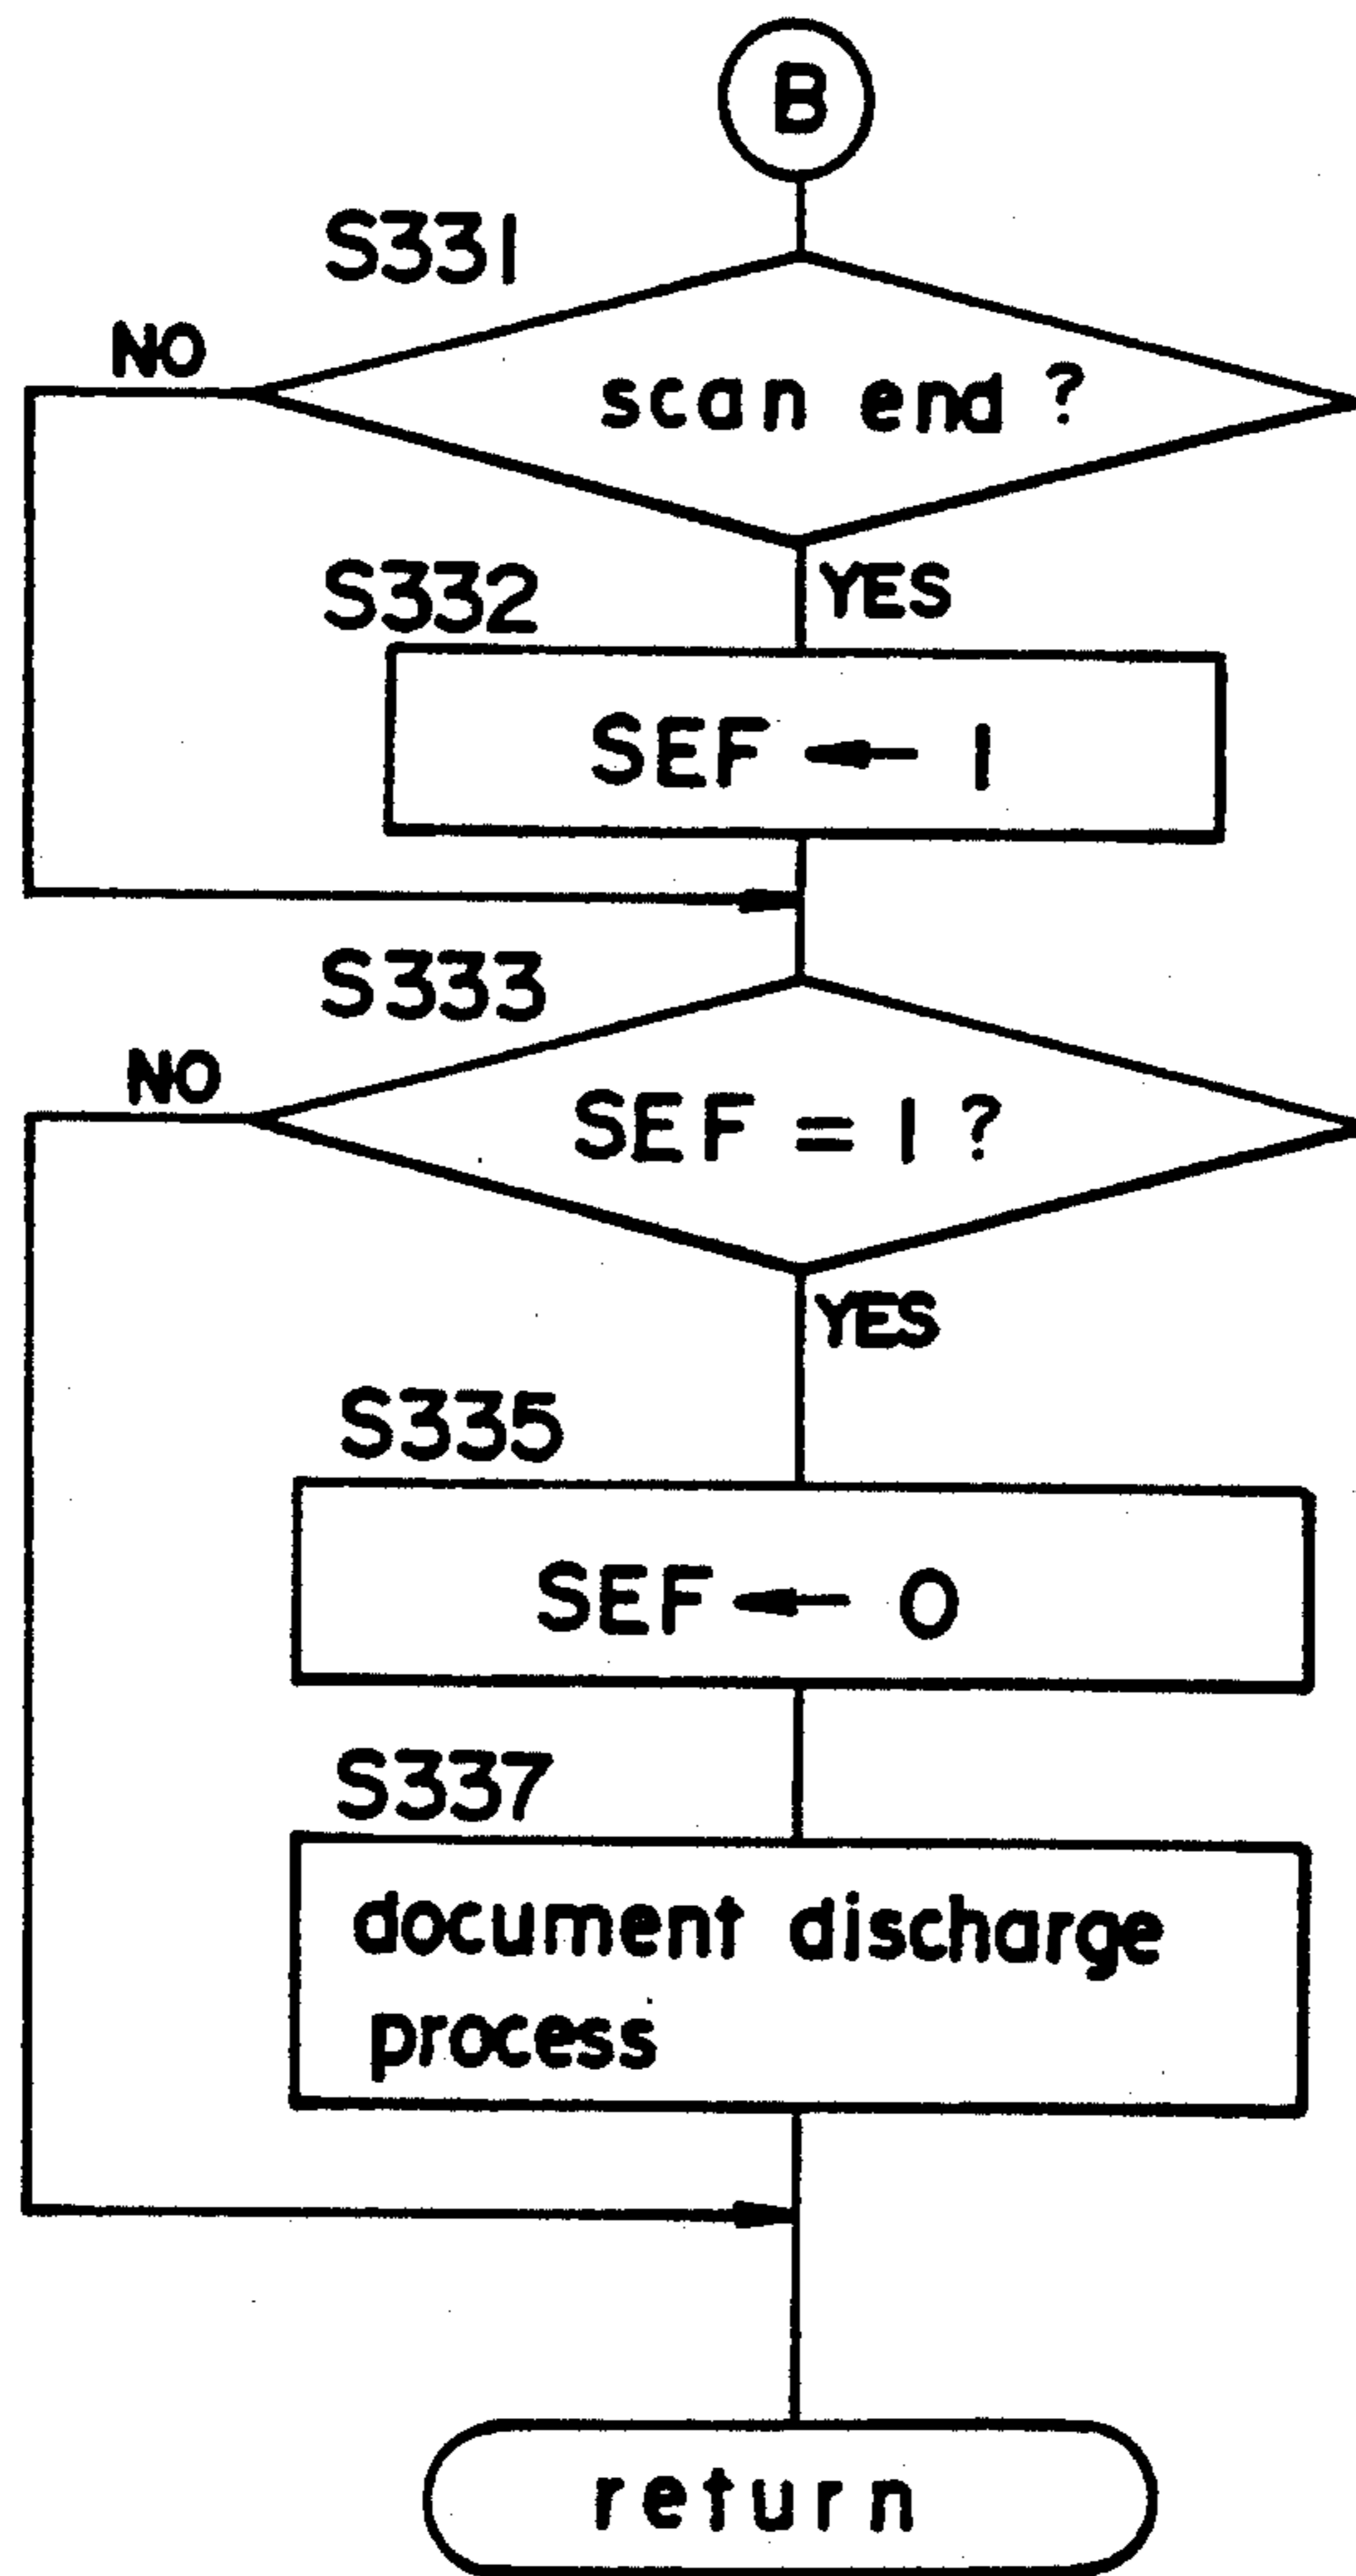 B
S331
NO
scan end ?
YES
S332
SEF ← 1
S333
NO
SEF = 1 ?
YES
S335
SEF ← 0
S337
document discharge
process
return